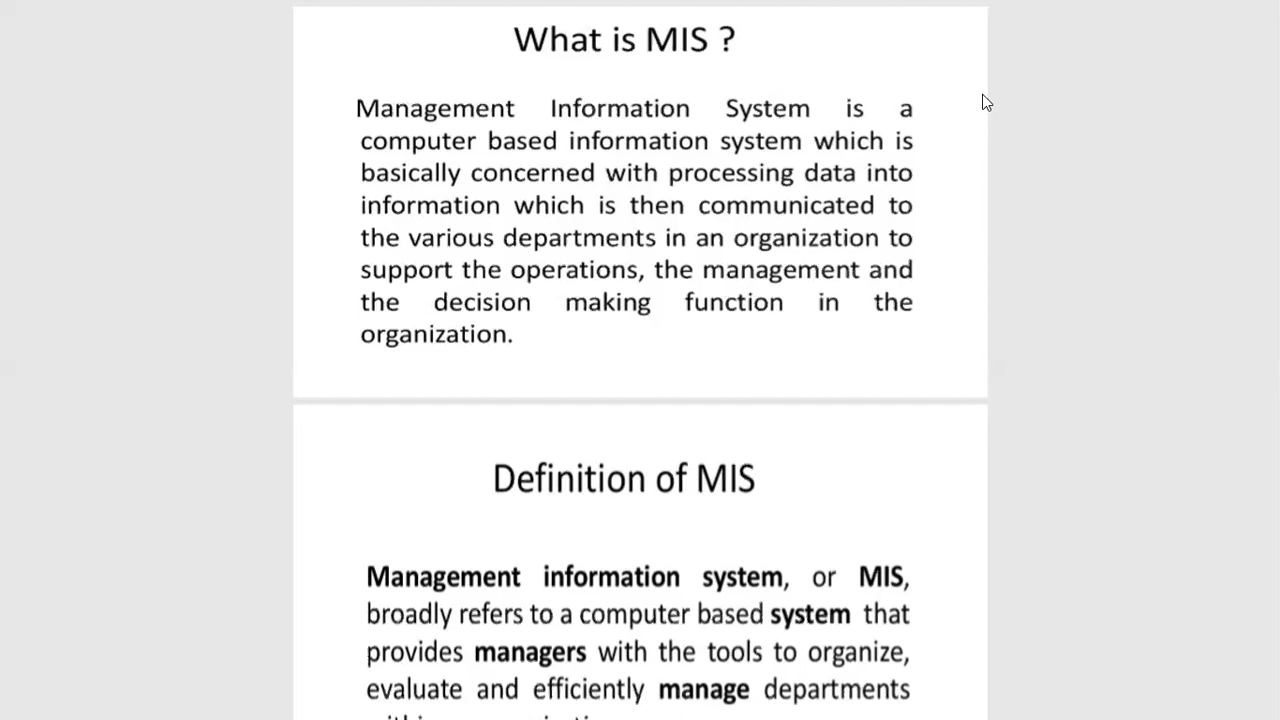 What is MIS ?
Management Information System is a
computer based information system which is
basically concerned with processing data into
information which is then communicated to
the various departments in an organization to
support the operations, the management and
the decision making function in the
organization.
Definition of MIS
Management information system, or MIS,
broadly refers to a computer based system that
provides managers with the tools to organize,
evaluate and efficiently manage departments